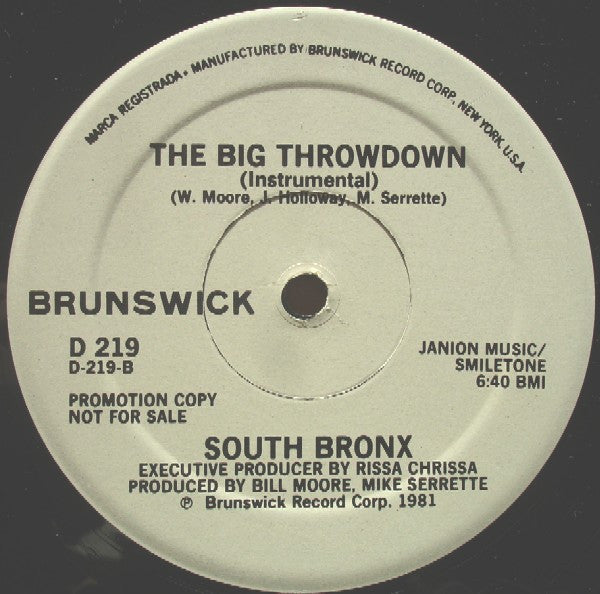 MARCA REGISTRADA • MANUFACTURED BY BRUNSWICK RECORD CORP., NEW YORK, U.S.A.
THE BIG THROWDOWN
(Instrumental)
(W. Moore, J. Holloway, M. Serrette)
BRUNSWICK
D 219
D-219-B
JANION MUSIC/
SMILETONE
6:40 BMI
PROMOTION COPY
NOT FOR SALE
SOUTH BRONX
EXECUTIVE PRODUCER BY RISSA CHRISSA
PRODUCED BY BILL MOORE, MIKE SERRETTE
℗ Brunswick Record Corp. 1981